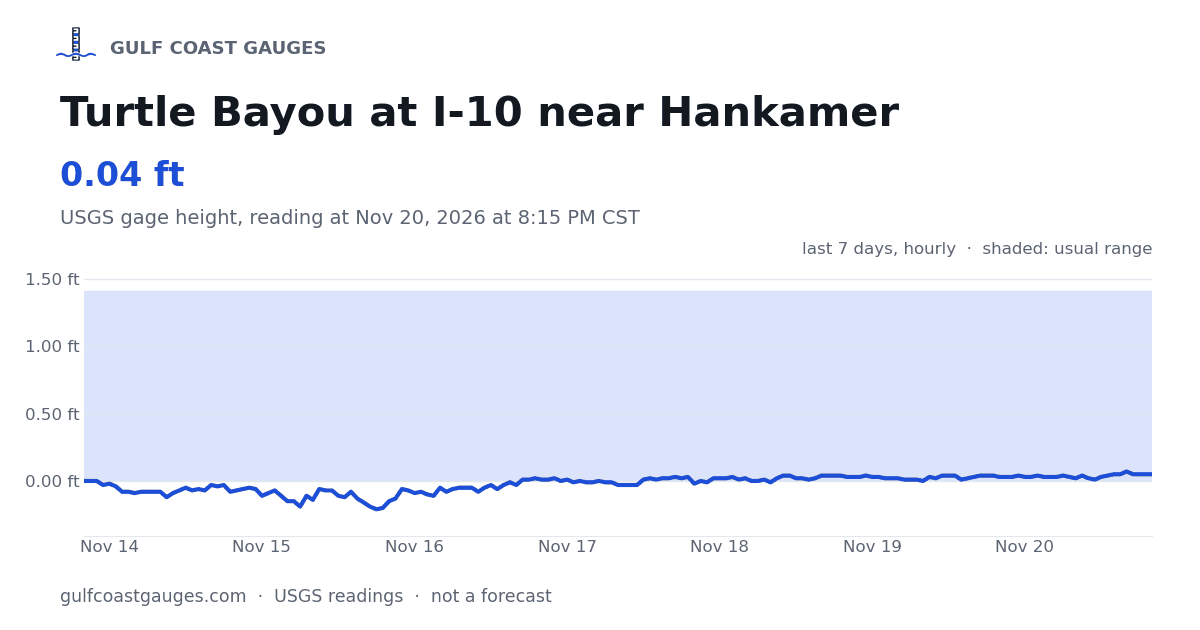 GULF COAST GAUGES
Turtle Bayou at I-10 near Hankamer
0.04 ft
USGS gage height, reading at Nov 20, 2026 at 8:15 PM CST
last 7 days, hourly · shaded: usual range
1.50 ft
1.00 ft
0.50 ft
0.00 ft
Nov 14 Nov 15 Nov 16 Nov 17 Nov 18 Nov 19 Nov 20
gulfcoastgauges.com · USGS readings · not a forecast